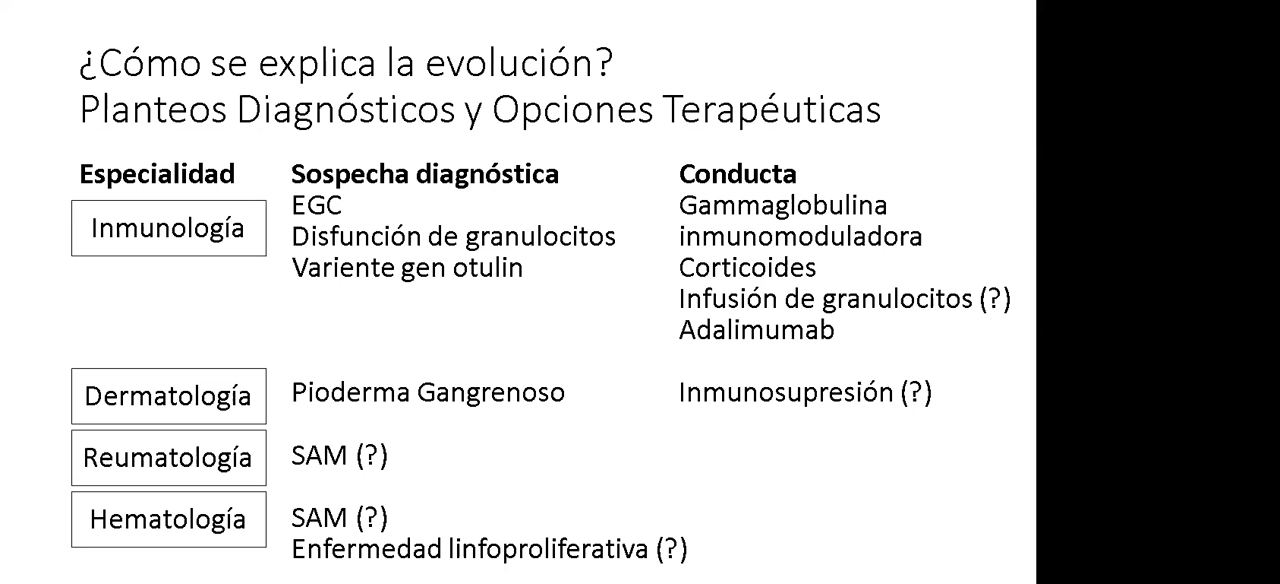 ¿Cómo se explica la evolución?
Planteos Diagnósticos y Opciones Terapéuticas
Especialidad Sospecha diagnóstica Conducta
Inmunología
EGC
Disfunción de granulocitos
Variente gen otulin
Gammaglobulina
inmunomoduladora
Corticoides
Infusión de granulocitos (?)
Adalimumab
Dermatología Pioderma Gangrenoso Inmunosupresión (?)
Reumatología SAM (?)
Hematología SAM (?)
Enfermedad linfoproliferativa (?)